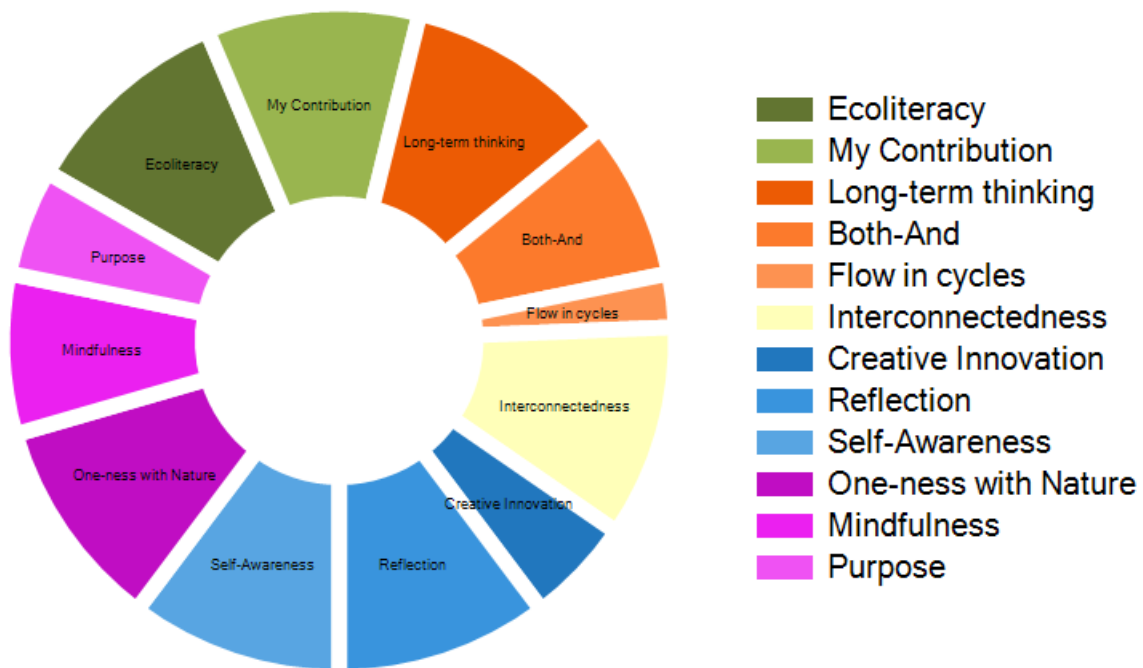 My Contribution
Long-term thinking
Ecoliteracy
Both-And
Purpose
Flow in cycles
Mindfulness
Interconnectedness
One-ness with Nature
Creative Innovation
Self-Awareness
Reflection
Ecoliteracy
My Contribution
Long-term thinking
Both-And
Flow in cycles
Interconnectedness
Creative Innovation
Reflection
Self-Awareness
One-ness with Nature
Mindfulness
Purpose